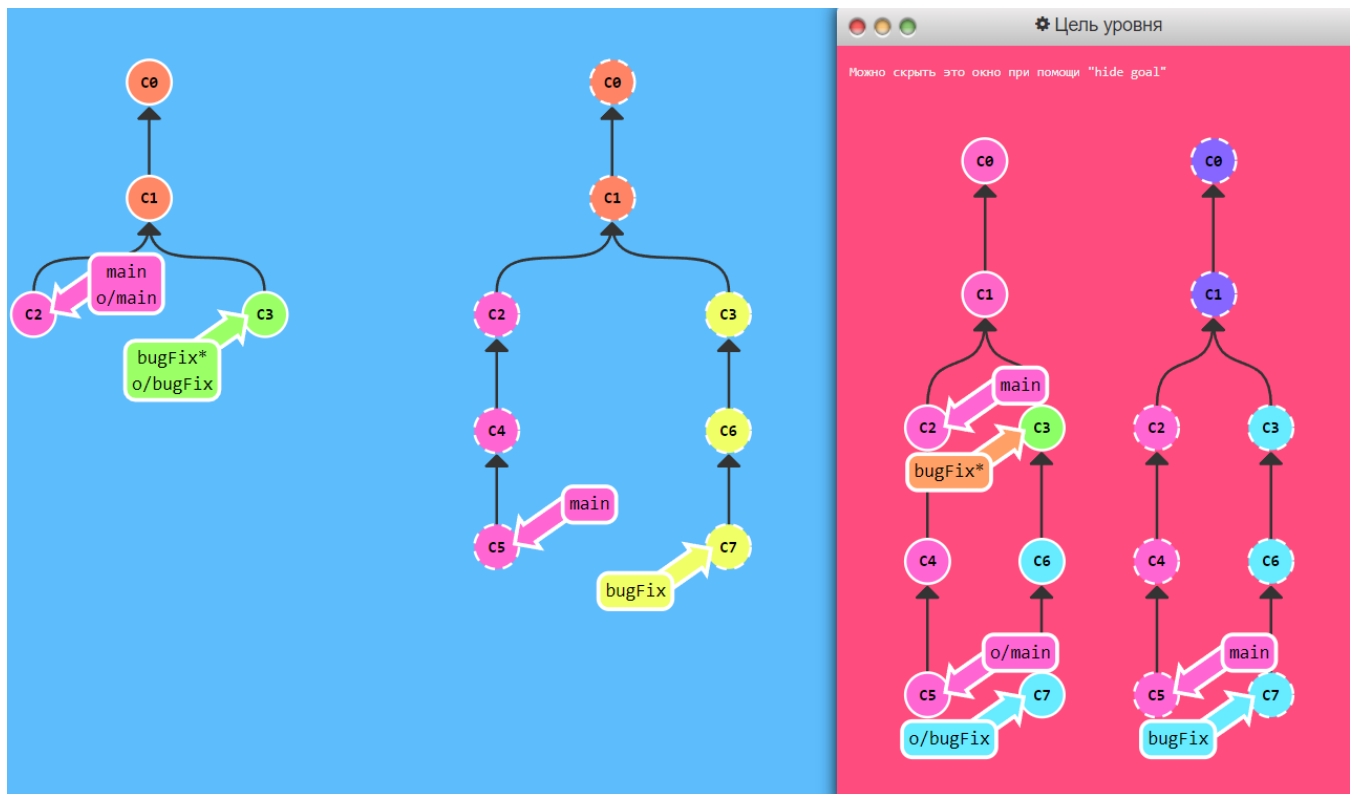 Цель уровня
Можно скрыть это окно при помощи "hide goal"
C0
C1
main
o/main
C2
C3
bugFix*
o/bugFix
C0
C1
C2
C3
C4
C6
main
C5
C7
bugFix
C0
C1
main
C2
C3
bugFix*
C4
C6
o/main
C5
C7
o/bugFix
C0
C1
C2
C3
C4
C6
main
C5
C7
bugFix